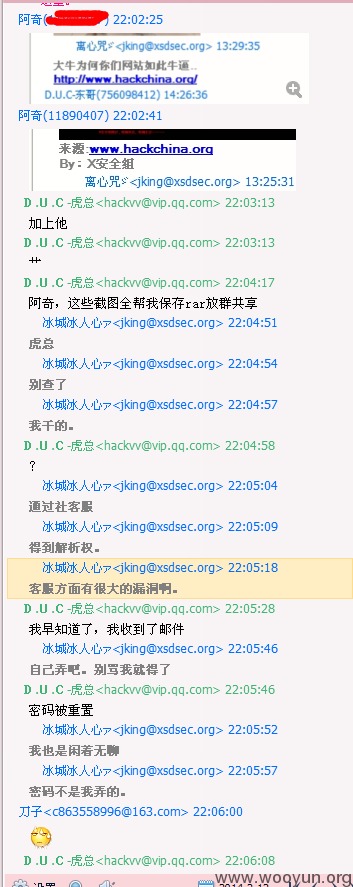 阿奇( ) 22:02:25
离心咒ゞ<jking@xsdsec.org> 13:29:35
大牛为何你们网站如此牛逼..
http://www.hackchina.org/
D.U.C-东哥(756098412) 14:26:36
阿奇(11890407) 22:02:41
来源:www.hackchina.org
By: X安全組
离心咒ゞ<jking@xsdsec.org> 13:25:31
D.U.C-虎总<hackvv@vip.qq.com> 22:03:13
加上他
D.U.C-虎总<hackvv@vip.qq.com> 22:03:13
艹
D.U.C-虎总<hackvv@vip.qq.com> 22:04:17
阿奇，这些截图全帮我保存rar放群共享
冰城冰人心ァ<jking@xsdsec.org> 22:04:51
虎总
冰城冰人心ァ<jking@xsdsec.org> 22:04:54
别查了
冰城冰人心ァ<jking@xsdsec.org> 22:04:57
我干的。
D.U.C-虎总<hackvv@vip.qq.com> 22:04:58
?
冰城冰人心ァ<jking@xsdsec.org> 22:05:04
通过社客服
冰城冰人心ァ<jking@xsdsec.org> 22:05:09
得到解析权。
冰城冰人心ァ<jking@xsdsec.org> 22:05:18
客服方面有很大的漏洞啊。
D.U.C-虎总<hackvv@vip.qq.com> 22:05:28
我早知道了，我收到了邮件
冰城冰人心ァ<jking@xsdsec.org> 22:05:46
自己弄吧。别骂我就得了
D.U.C-虎总<hackvv@vip.qq.com> 22:05:46
密码被重置
冰城冰人心ァ<jking@xsdsec.org> 22:05:52
我也是闲着无聊
冰城冰人心ァ<jking@xsdsec.org> 22:05:57
密码不是我弄的。
刀子<c863558996@163.com> 22:06:00
D.U.C-虎总<hackvv@vip.qq.com> 22:06:08
www.wooyun.org